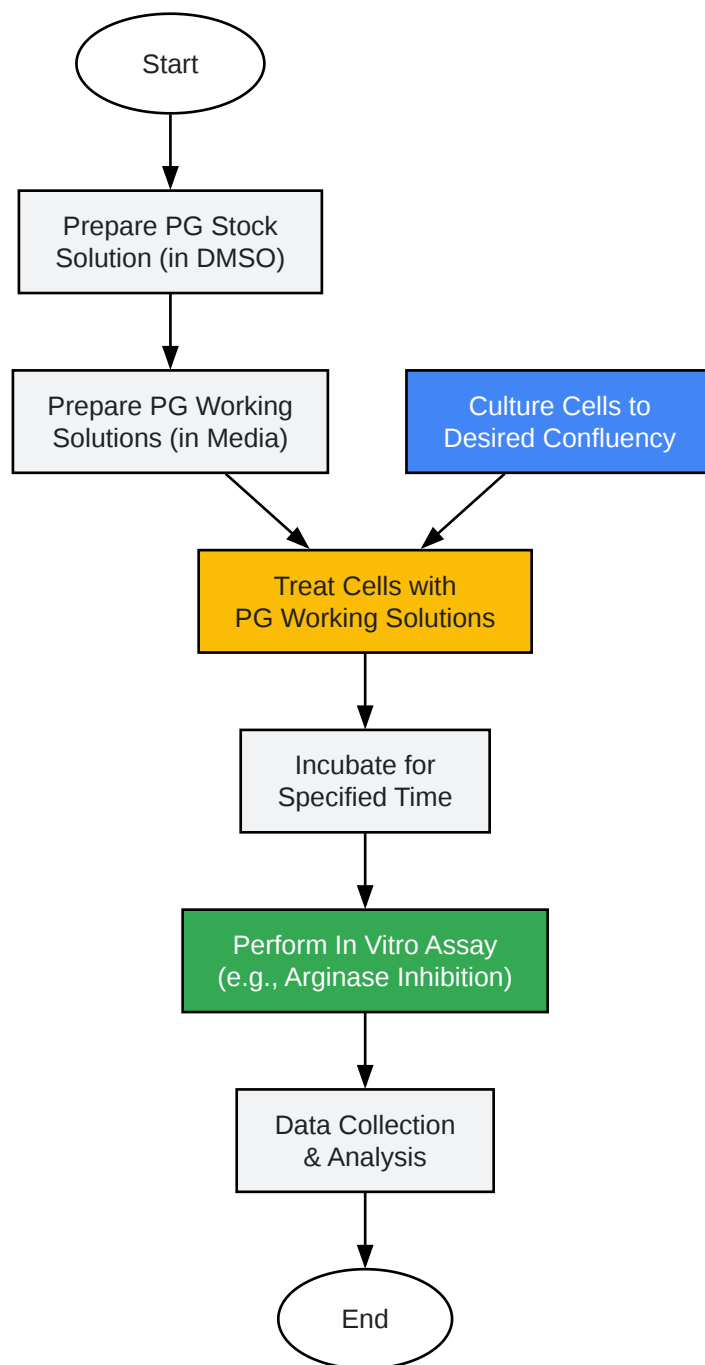 Start
Prepare PG Stock
Solution (in DMSO)
Prepare PG Working
Solutions (in Media)
Culture Cells to
Desired Confluency
Treat Cells with
PG Working Solutions
Incubate for
Specified Time
Perform In Vitro Assay
(e.g., Arginase Inhibition)
Data Collection
& Analysis
End